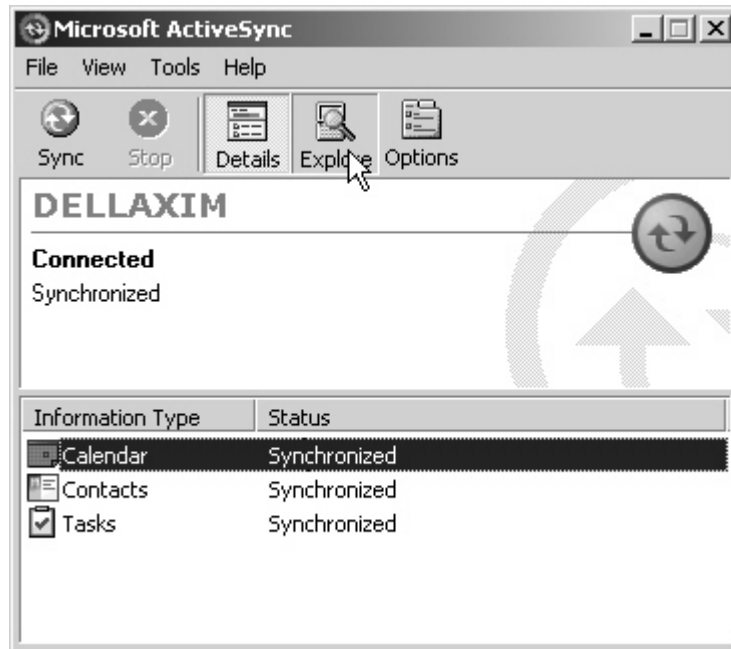 Microsoft ActiveSync
File View Tools Help
Sync Stop Details Explore Options
DELLAXIM
Connected
Synchronized
Information Type Status
Calendar Synchronized
Contacts Synchronized
Tasks Synchronized